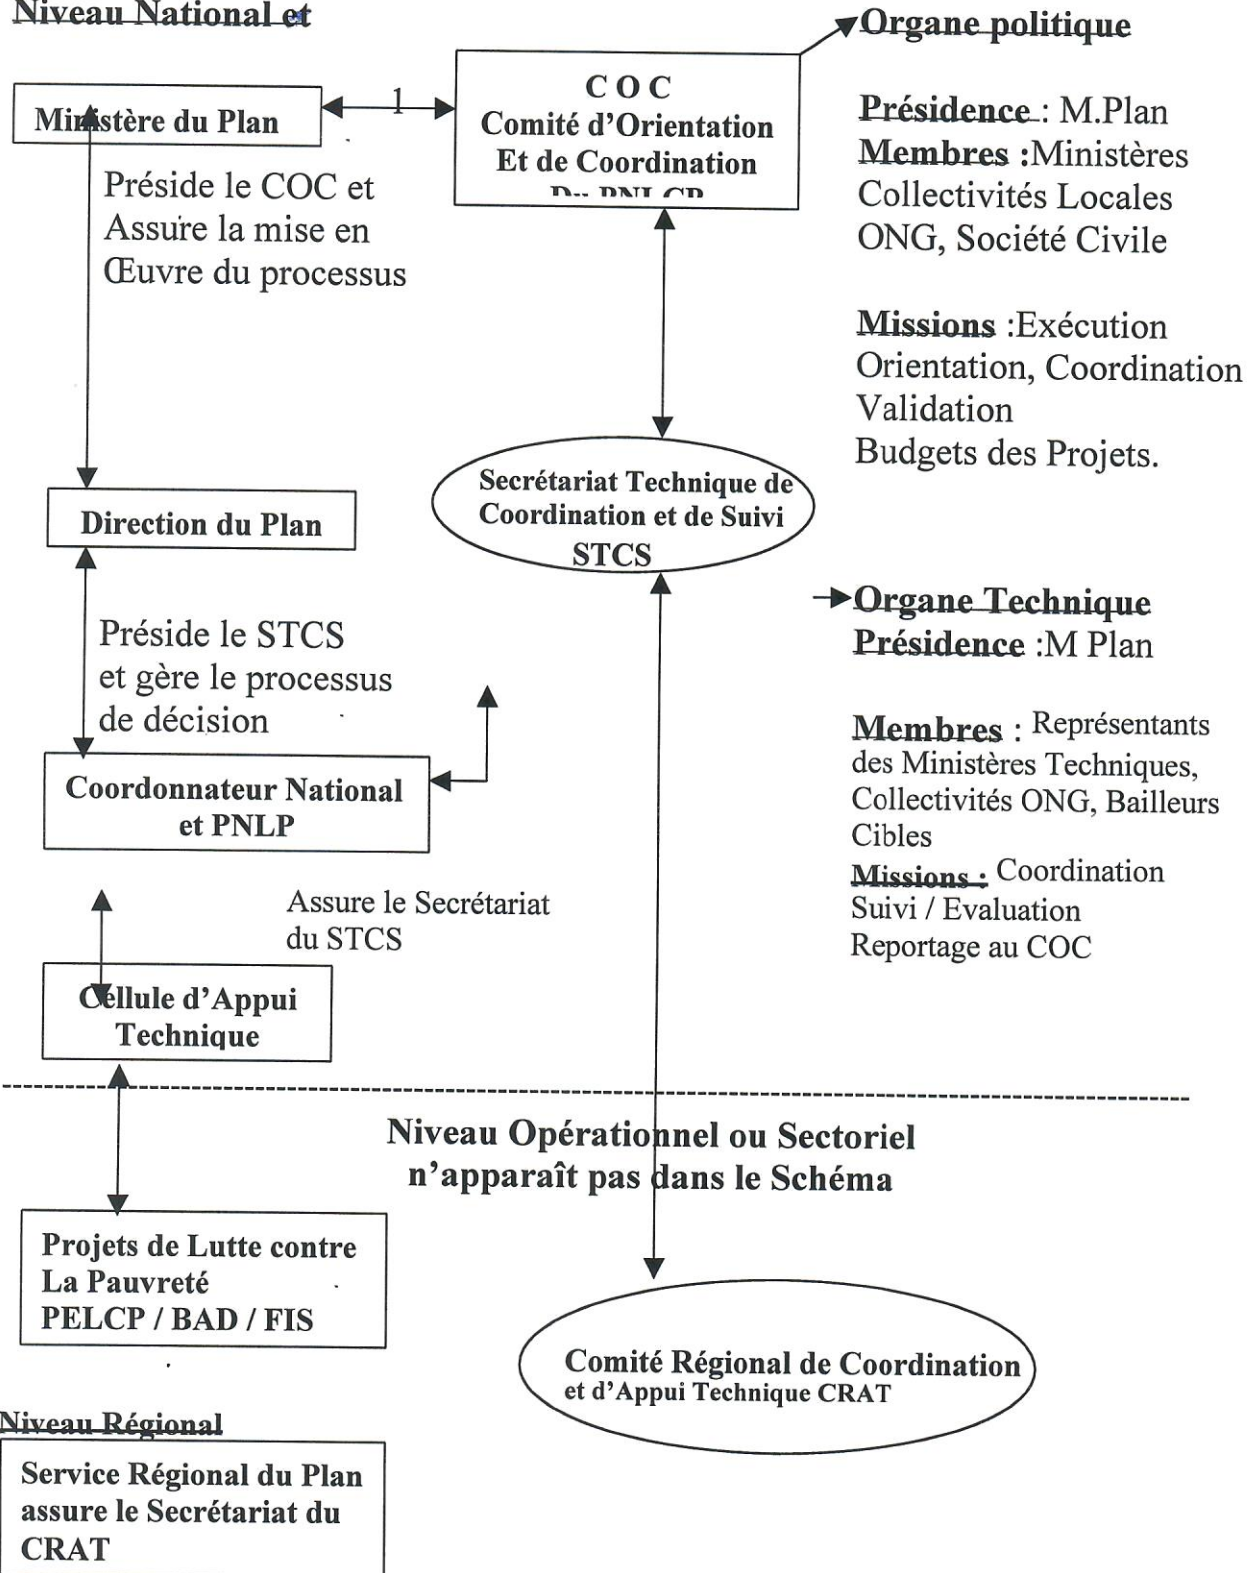 Niveau National et
Ministère du Plan
1
C O C
Comité d'Orientation
Et de Coordination
Du PNLCP
Organe politique
Présidence : M.Plan
Membres :Ministères
Collectivités Locales
ONG, Société Civile
Missions :Exécution
Orientation, Coordination
Validation
Budgets des Projets.
Préside le COC et
Assure la mise en
Œuvre du processus
Direction du Plan
Secrétariat Technique de
Coordination et de Suivi
STCS
Préside le STCS
et gère le processus
de décision
Organe Technique
Présidence :M Plan
Membres : Représentants
des Ministères Techniques,
Collectivités ONG, Bailleurs
Cibles
Missions : Coordination
Suivi / Evaluation
Reportage au COC
Coordonnateur National
et PNLP
Assure le Secrétariat
du STCS
Cellule d'Appui
Technique
Niveau Opérationnel ou Sectoriel
n'apparaît pas dans le Schéma
Projets de Lutte contre
La Pauvreté
PELCP / BAD / FIS
Comité Régional de Coordination
et d'Appui Technique CRAT
Niveau Régional
Service Régional du Plan
assure le Secrétariat du
CRAT